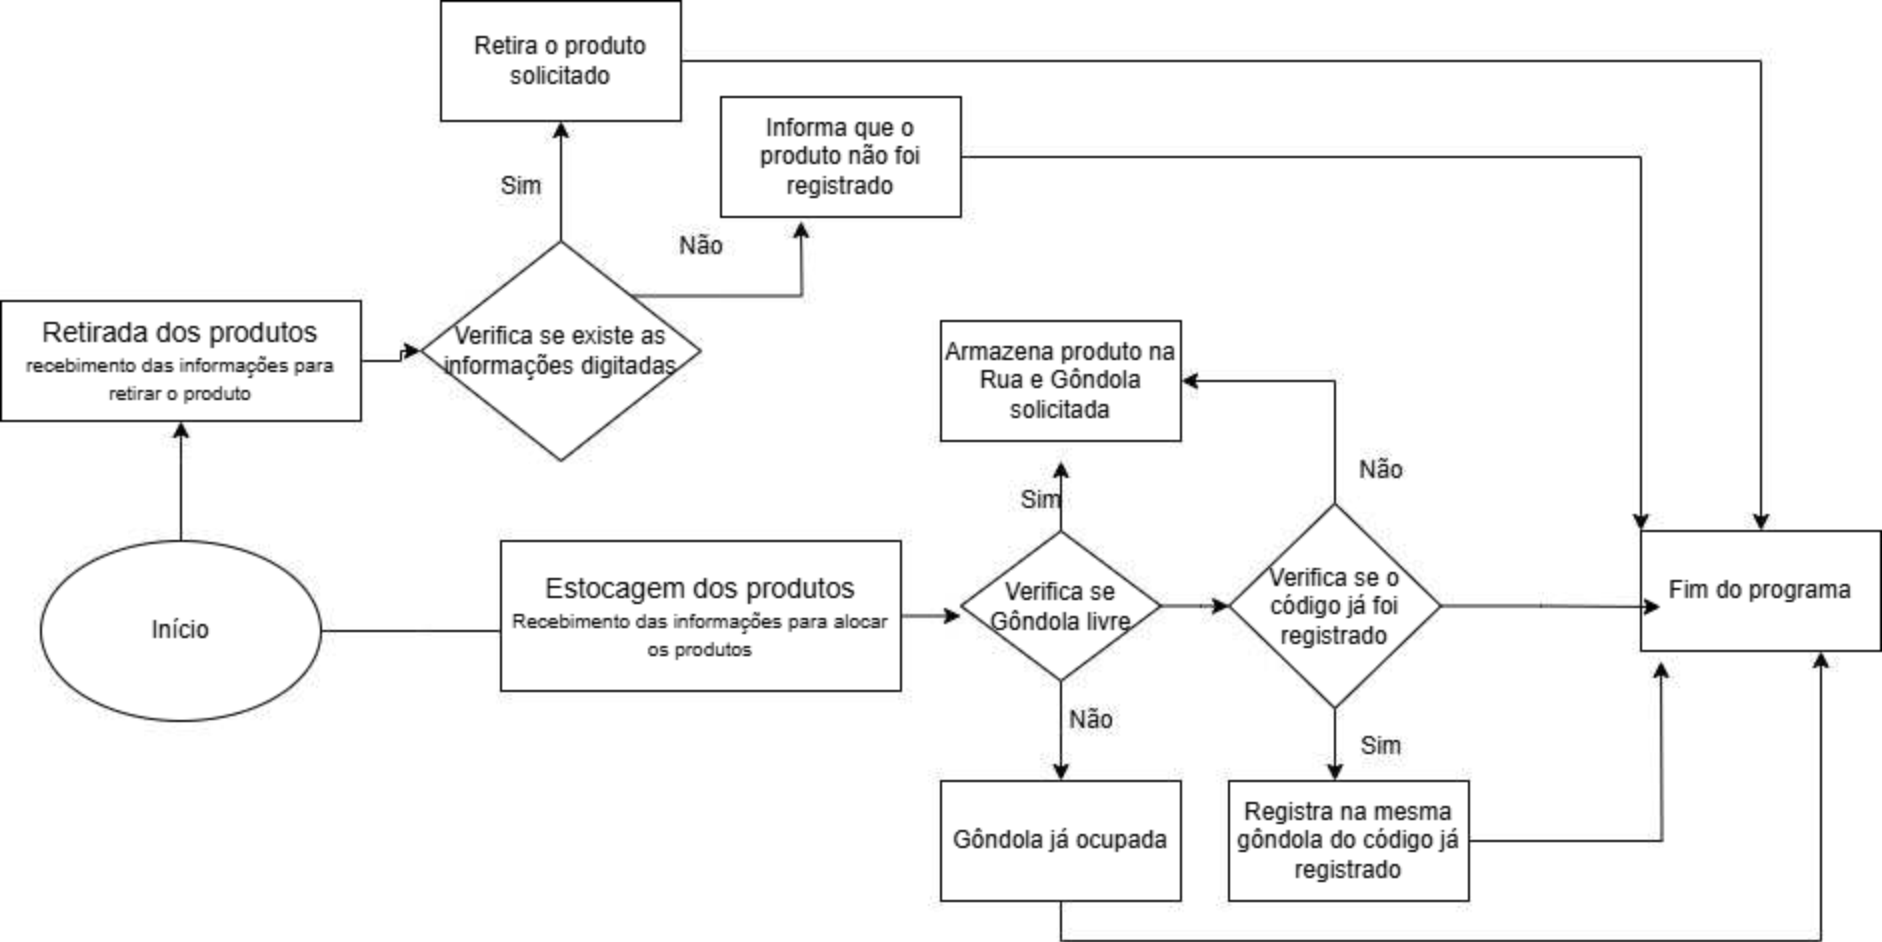 Retira o produto
solicitado
Informa que o
produto não foi
registrado
Sim
Não
Retirada dos produtos
recebimento das informações para
retirar o produto
Verifica se existe as
informações digitadas
Armazena produto na
Rua e Gôndola
solicitada
Não
Sim
Início
Estocagem dos produtos
Recebimento das informações para alocar
os produtos
Verifica se
Gôndola livre
Verifica se o
código já foi
registrado
Fim do programa
Não
Sim
Gôndola já ocupada
Registra na mesma
gôndola do código já
registrado